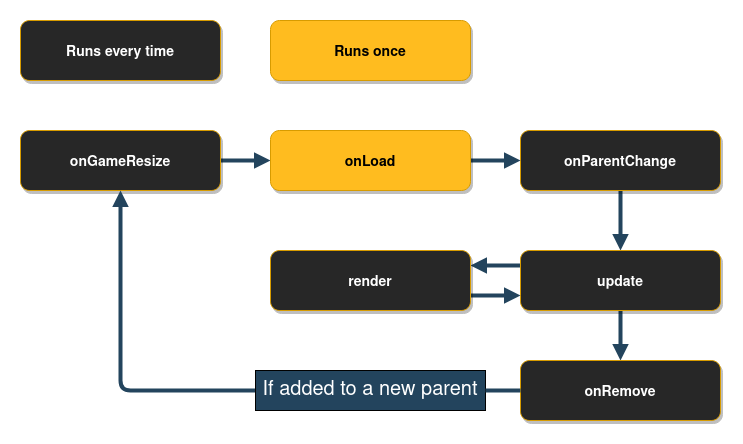 Runs every time
Runs once
onGameResize
onLoad
onParentChange
render
update
If added to a new parent
onRemove